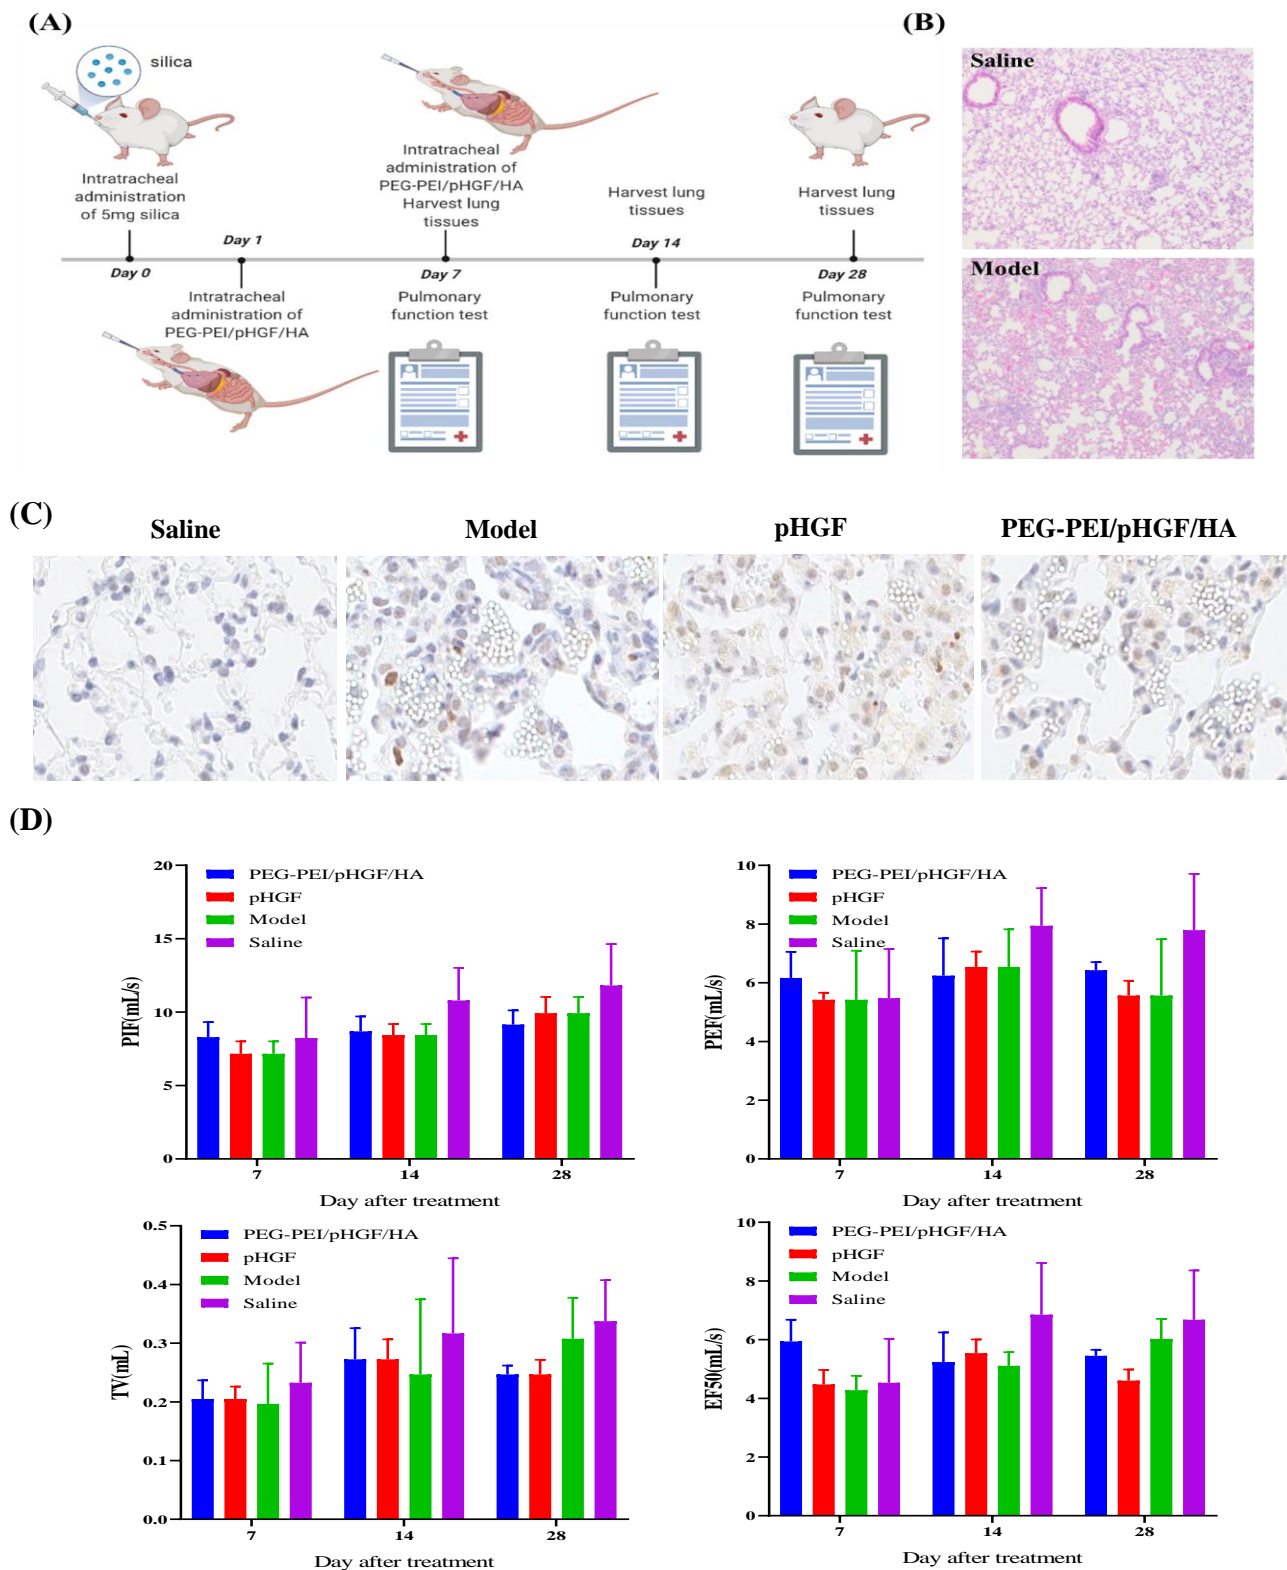 (A)
silica
Intratracheal
administration
of 5mg silica
Day 0
Day 1
Intratracheal
administration of
PEG-PEI/pHGF/HA
Intratracheal
administration of
PEG-PEI/pHGF/HA
Harvest lung
tissues
Day 7
Pulmonary
function test
Harvest lung
tissues
Day 14
Pulmonary
function test
Harvest lung
tissues
Day 28
Pulmonary
function test
(B)
Saline
Model
(C)
Saline
Model
pHGF
PEG-PEI/pHGF/HA
(D)
PIF(mL/s)
20
15
10
5
0
PEG-PEI/pHGF/HA
pHGF
Model
Saline
7
14
28
Day after treatment
PEF(mL/s)
10
8
6
4
2
0
PEG-PEI/pHGF/HA
pHGF
Model
Saline
7
14
28
Day after treatment
TV(mL)
0.5
0.4
0.3
0.2
0.1
0.0
PEG-PEI/pHGF/HA
pHGF
Model
Saline
7
14
28
Day after treatment
EF50(mL/s)
10
8
6
4
2
0
PEG-PEI/pHGF/HA
pHGF
Model
Saline
7
14
28
Day after treatment